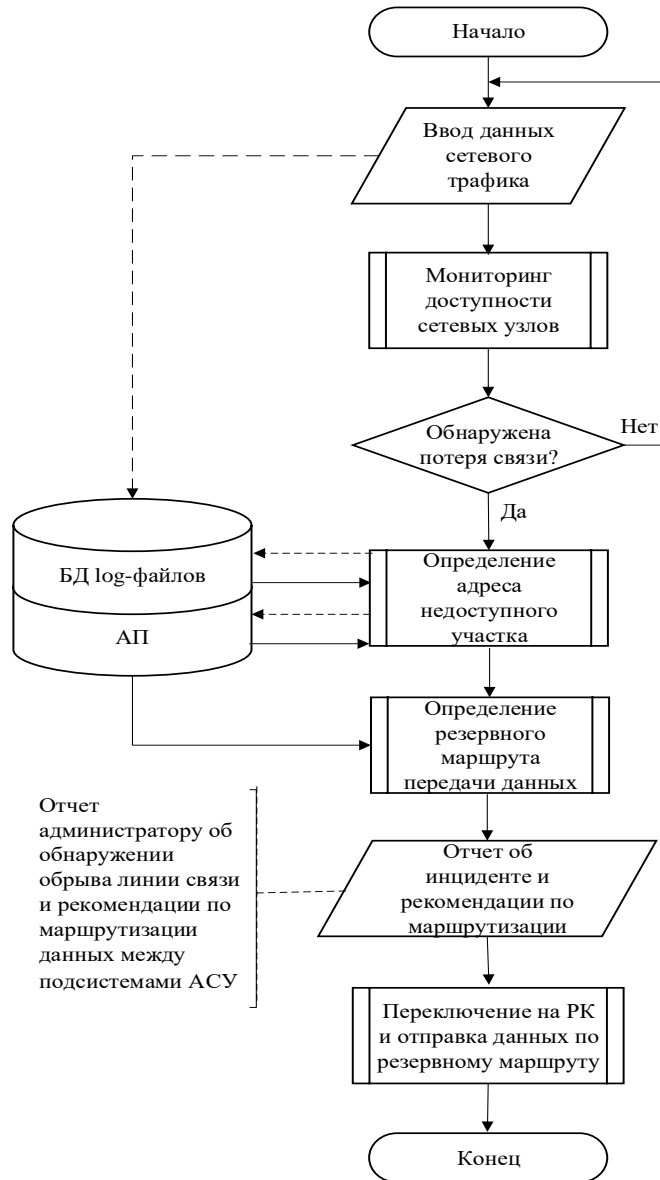 Начало
Ввод данных
сетевого
трафика
Мониторинг
доступности
сетевых узлов
Обнаружена
потеря связи?
Нет
Да
БД log-файлов
АП
Определение
адреса
недоступного
участка
Определение
резервного
маршрута
передачи данных
Отчет
администратору об
обнаружении
обрыва линии связи
и рекомендации по
маршрутизации
данных между
подсистемами АСУ
Отчет об
инциденте и
рекомендации по
маршрутизации
Переключение на РК
и отправка данных по
резервному маршруту
Конец